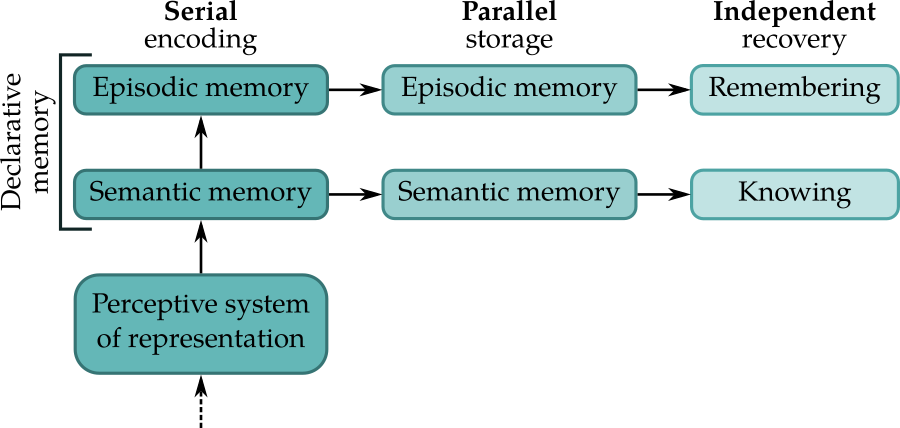 Serial
encoding
Parallel
storage
Independent
recovery
Declarative
memory
Episodic memory
Episodic memory
Remembering
Semantic memory
Semantic memory
Knowing
Perceptive system
of representation